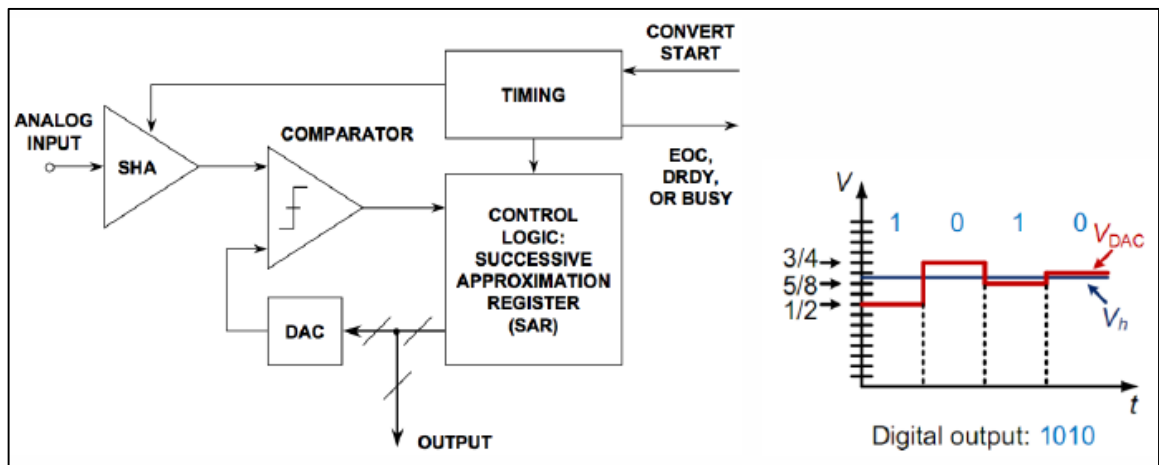 CONVERT
START
TIMING
ANALOG
INPUT
SHA
COMPARATOR
EOC,
DRDY,
OR BUSY
CONTROL
LOGIC:
SUCCESSIVE
APPROXIMATION
REGISTER
(SAR)
DAC
OUTPUT
V
1 0 1 0
VDAC
3/4
5/8
1/2
Vh
t
Digital output: 1010